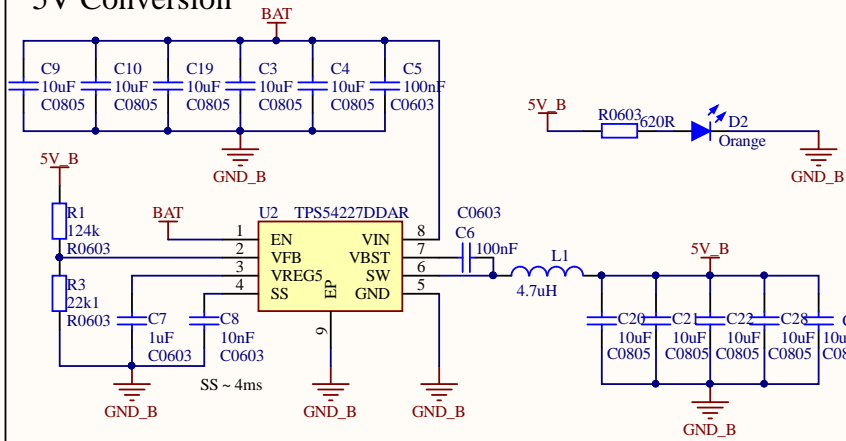 5V Conversion
BAT
C9
10uF
C0805
C10
10uF
C0805
C19
10uF
C0805
C3
10uF
C0805
C4
10uF
C0805
C5
100nF
C0603
GND_B
5V_B
R0603
620R
D2
Orange
GND_B
5V_B
R1
124k
R0603
R3
22k1
R0603
BAT
U2 TPS54227DDAR
1 EN
2 VFB
3 VREG5
4 SS
VIN 8
VBST 7
SW 6
GND 5
EP
9
C7
1uF
C0603
C8
10nF
C0603
SS ~ 4ms
GND_B
GND_B
GND_B
C0603
C6
100nF
L1
4.7uH
5V_B
C20
10uF
C0805
C21
10uF
C0805
C22
10uF
C0805
C28
10uF
C0805
GND_B